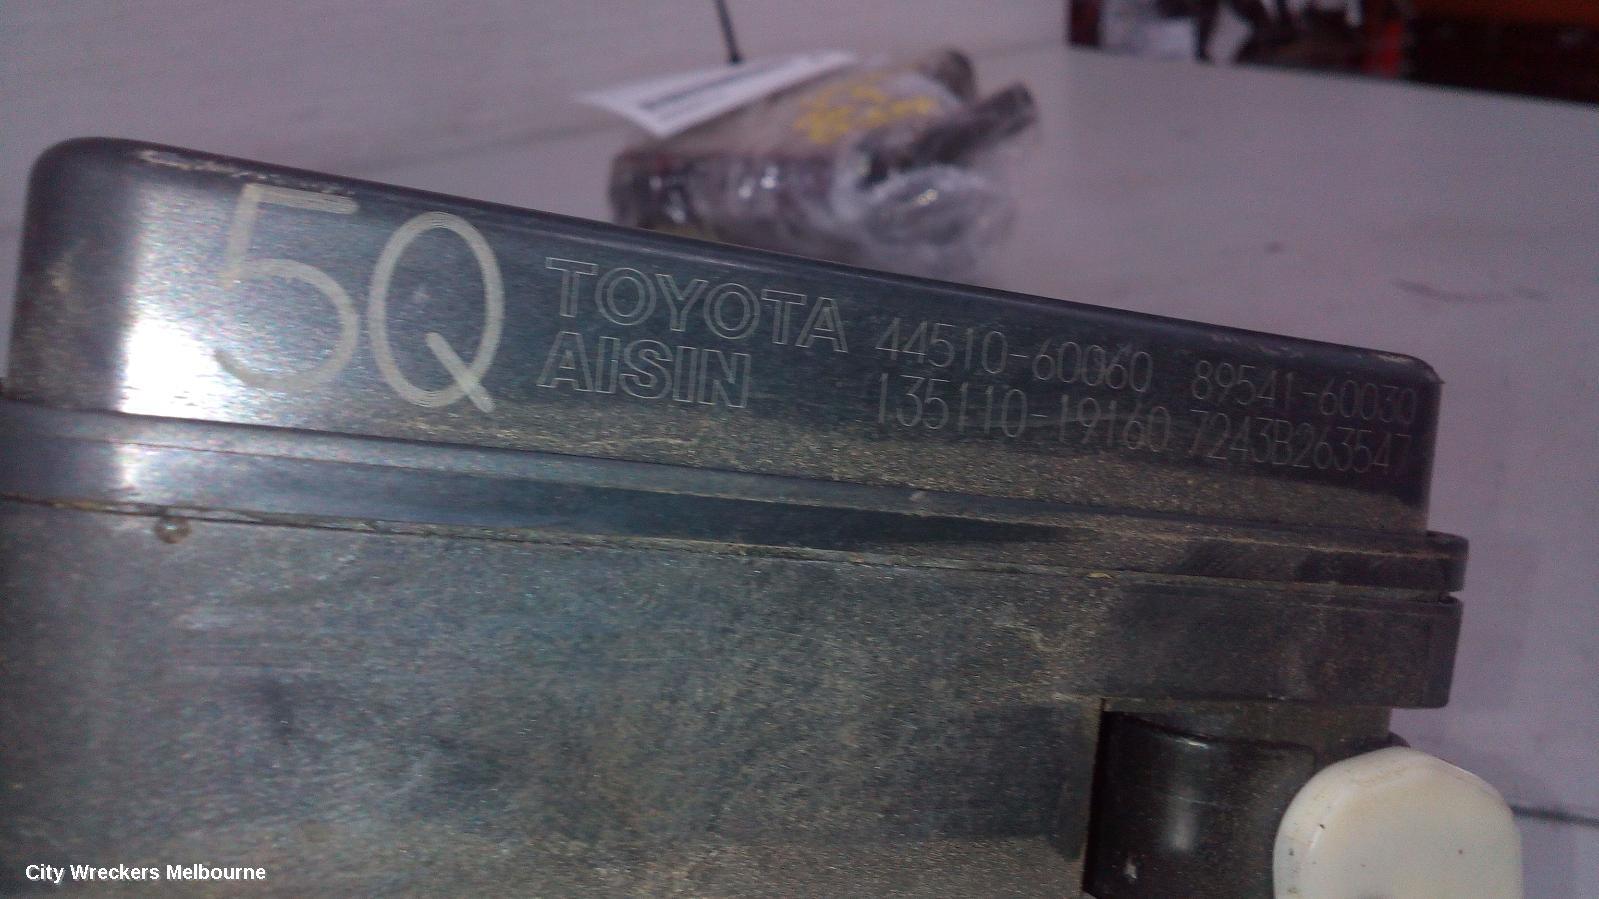 5Q
TOYOTA 44510-60060 89541-60030
AISIN 135110-19160 7243B263547
City Wreckers Melbourne